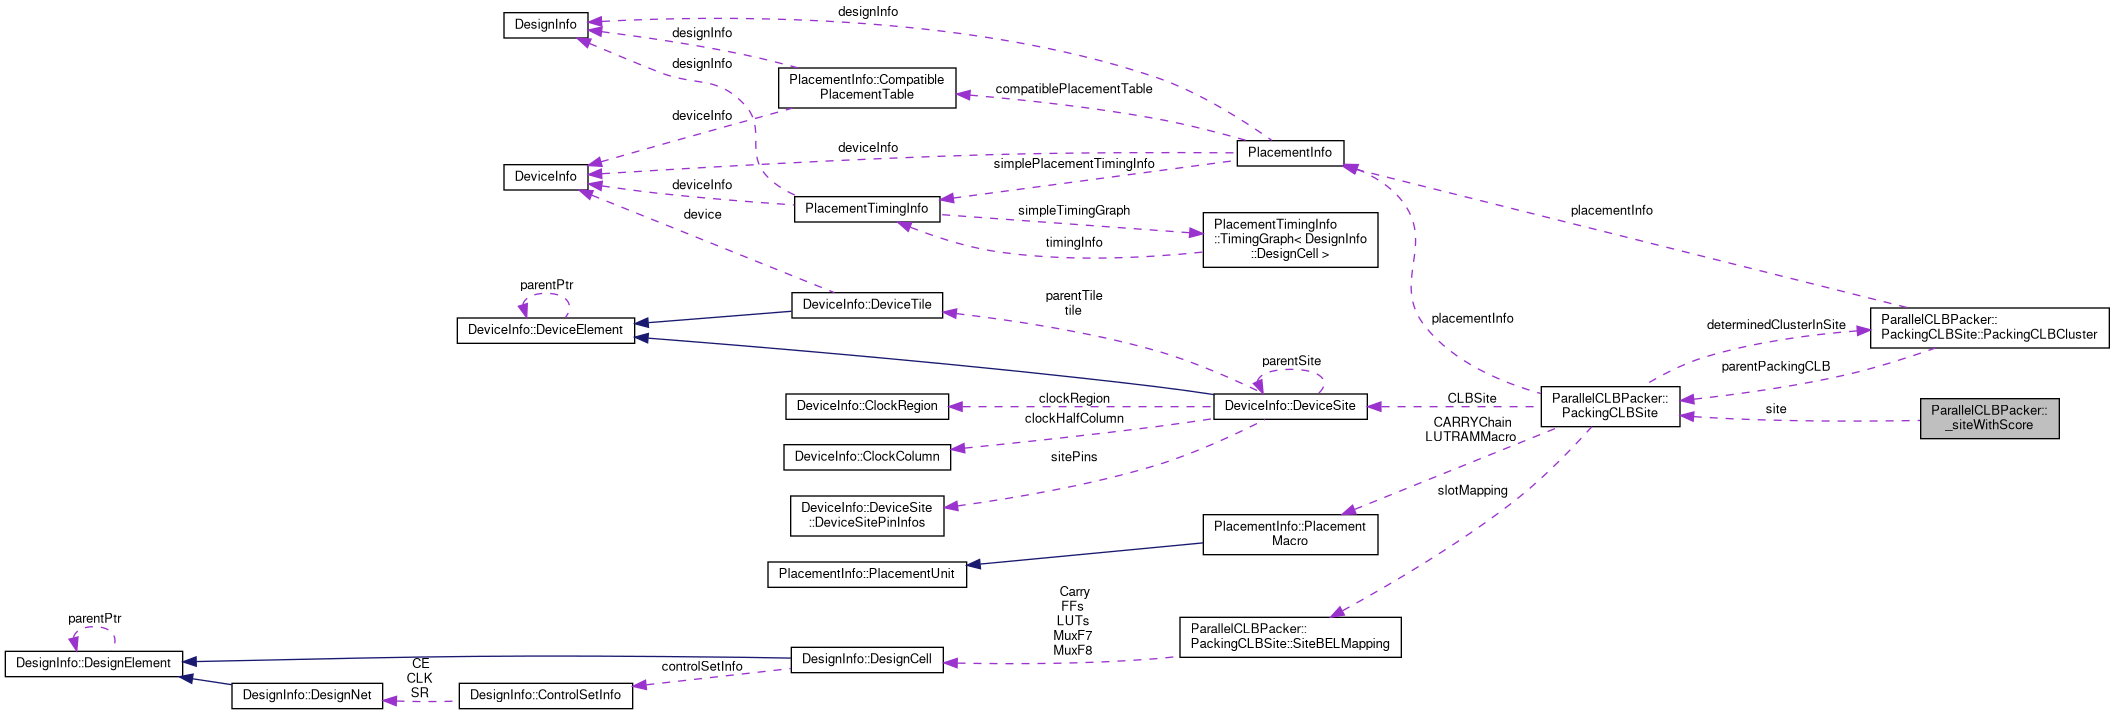 designInfo
DesignInfo
designInfo
designInfo
PlacementInfo::Compatible
PlacementTable
compatiblePlacementTable
deviceInfo
deviceInfo
PlacementInfo
simplePlacementTimingInfo
DeviceInfo
deviceInfo
PlacementTimingInfo
simpleTimingGraph
PlacementTimingInfo
::TimingGraph< DesignInfo
::DesignCell >
device
timingInfo
placementInfo
parentPtr
DeviceInfo::DeviceTile
parentTile
tile
DeviceInfo::DeviceElement
placementInfo
determinedClusterInSite
ParallelCLBPacker::
PackingCLBSite::PackingCLBCluster
parentSite
parentPackingCLB
DeviceInfo::ClockRegion
clockRegion
DeviceInfo::DeviceSite
CLBSite
ParallelCLBPacker::
PackingCLBSite
site
ParallelCLBPacker::
_siteWithScore
clockHalfColumn
CARRYChain
LUTRAMMacro
DeviceInfo::ClockColumn
sitePins
slotMapping
DeviceInfo::DeviceSite
::DeviceSitePinInfos
PlacementInfo::Placement
Macro
PlacementInfo::PlacementUnit
Carry
FFs
LUTs
MuxF7
MuxF8
parentPtr
ParallelCLBPacker::
PackingCLBSite::SiteBELMapping
DesignInfo::DesignElement
CE
CLK
SR
DesignInfo::DesignCell
controlSetInfo
DesignInfo::DesignNet
DesignInfo::ControlSetInfo